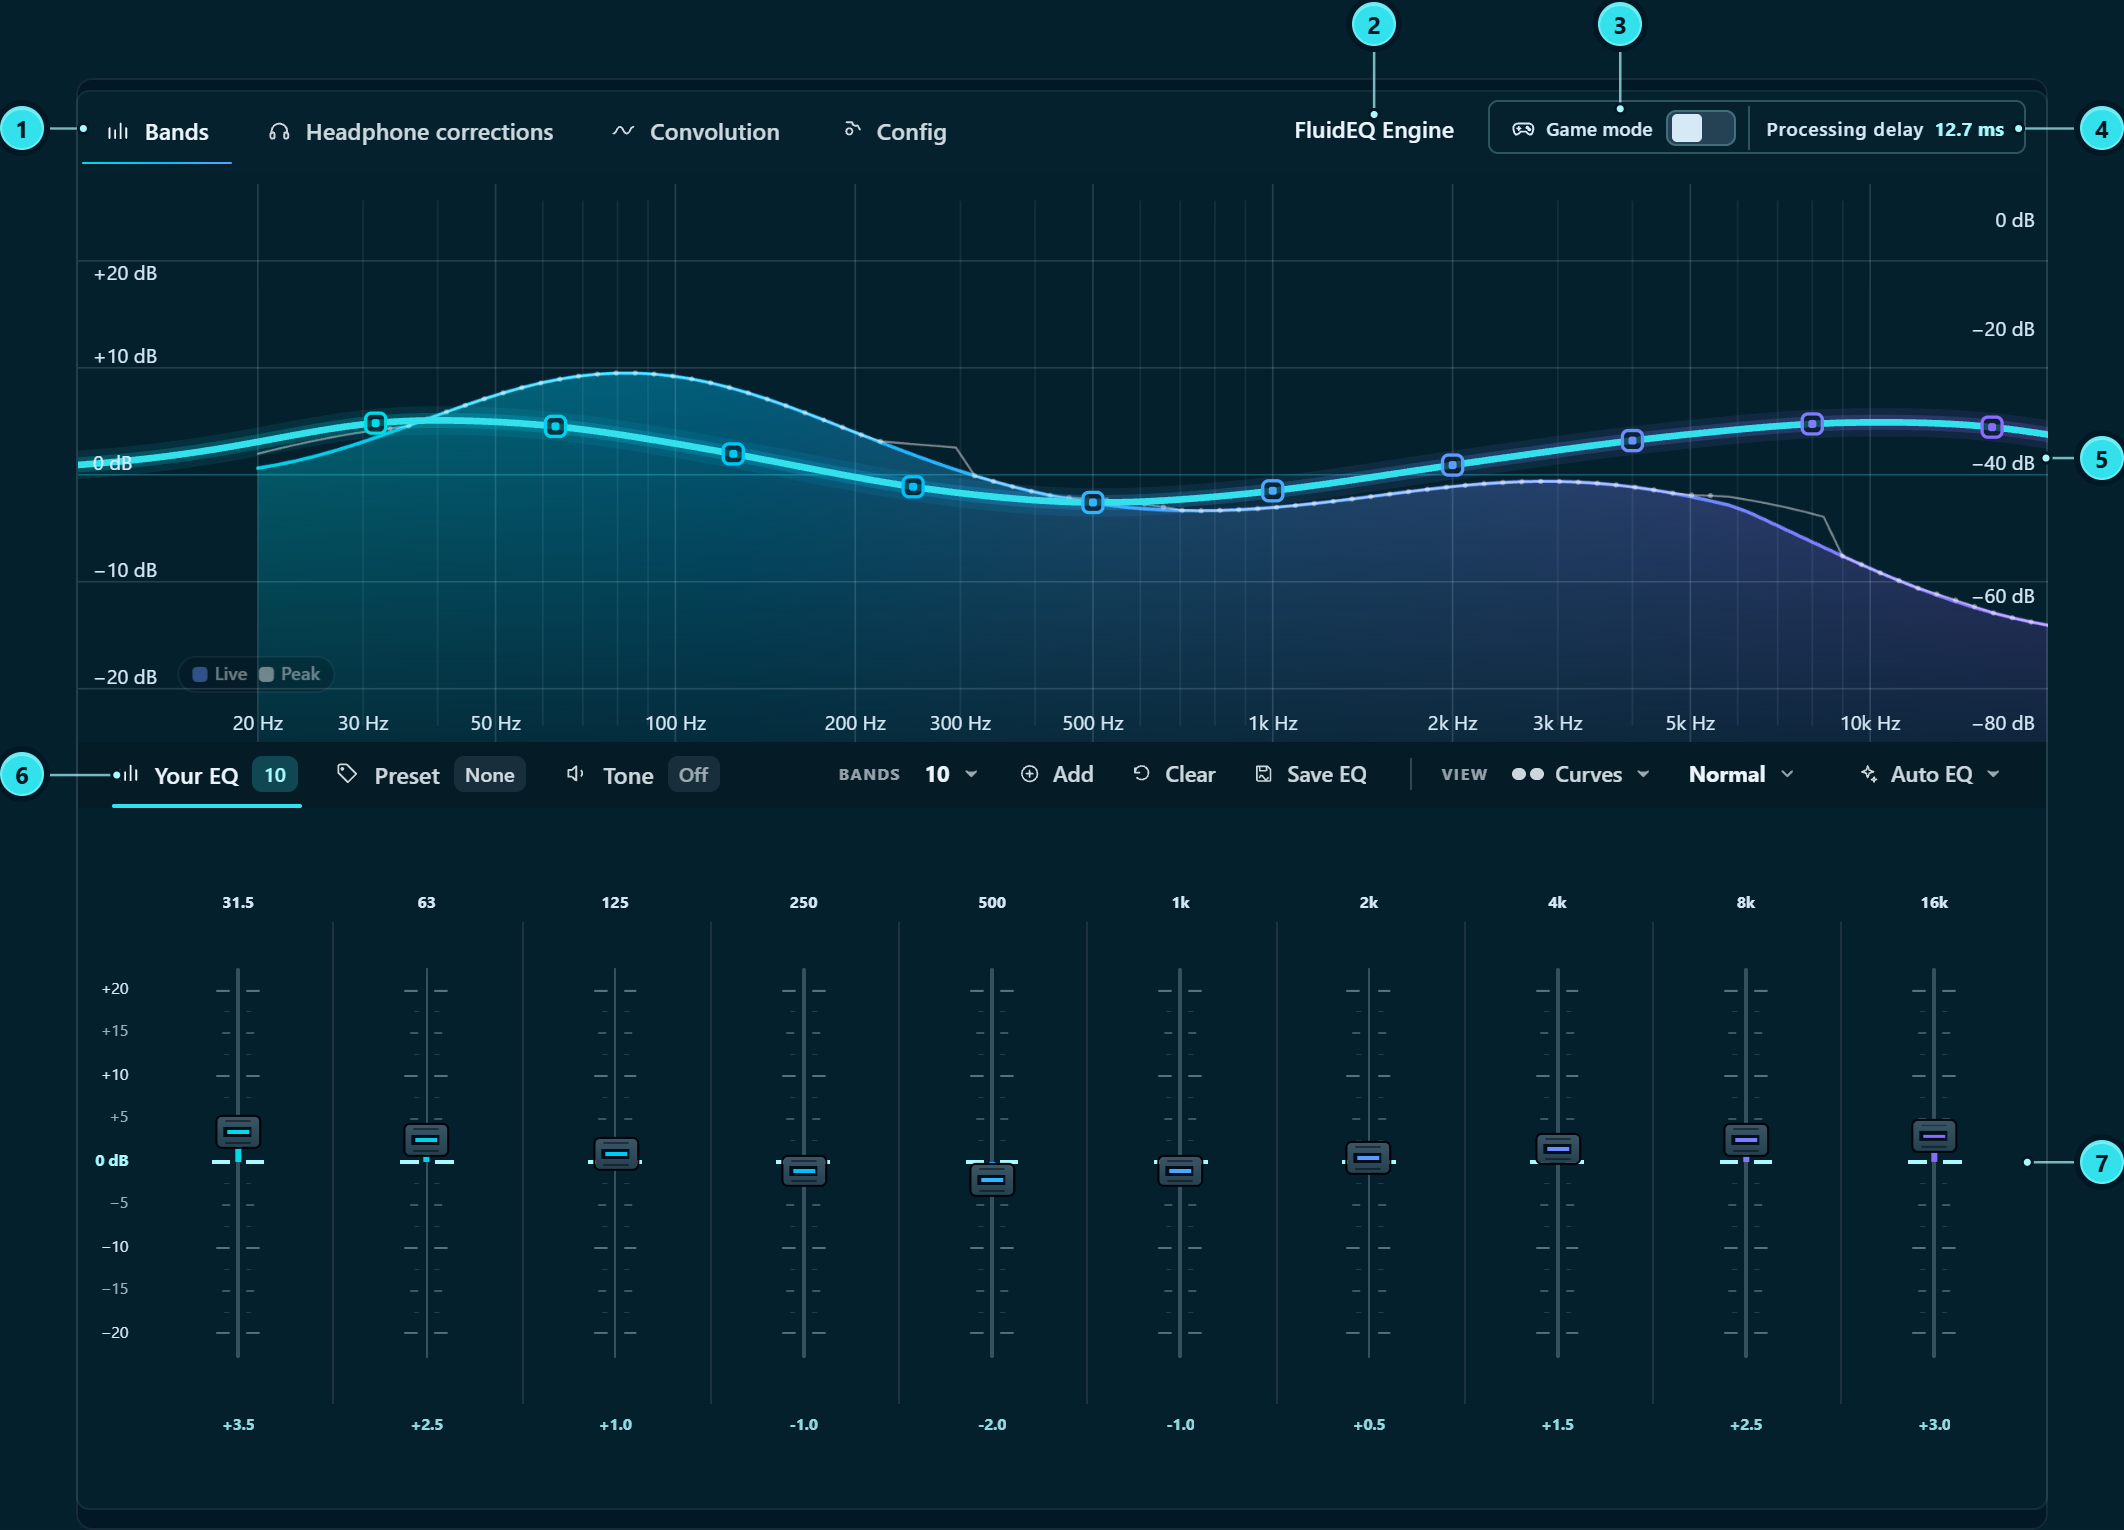 2
3
1
Bands
Headphone corrections
Convolution
Config
FluidEQ Engine
Game mode
Processing delay 12.7 ms
4
0 dB
+20 dB
−20 dB
+10 dB
0 dB
−40 dB
5
−10 dB
−60 dB
−20 dB
Live
Peak
20 Hz
30 Hz
50 Hz
100 Hz
200 Hz
300 Hz
500 Hz
1k Hz
2k Hz
3k Hz
5k Hz
10k Hz
−80 dB
6
Your EQ 10
Preset None
Tone Off
BANDS 10
Add
Clear
Save EQ
VIEW
Curves
Normal
Auto EQ
31.5
63
125
250
500
1k
2k
4k
8k
16k
+20
+15
+10
+5
0 dB
−5
−10
−15
−20
7
+3.5
+2.5
+1.0
-1.0
-2.0
-1.0
+0.5
+1.5
+2.5
+3.0